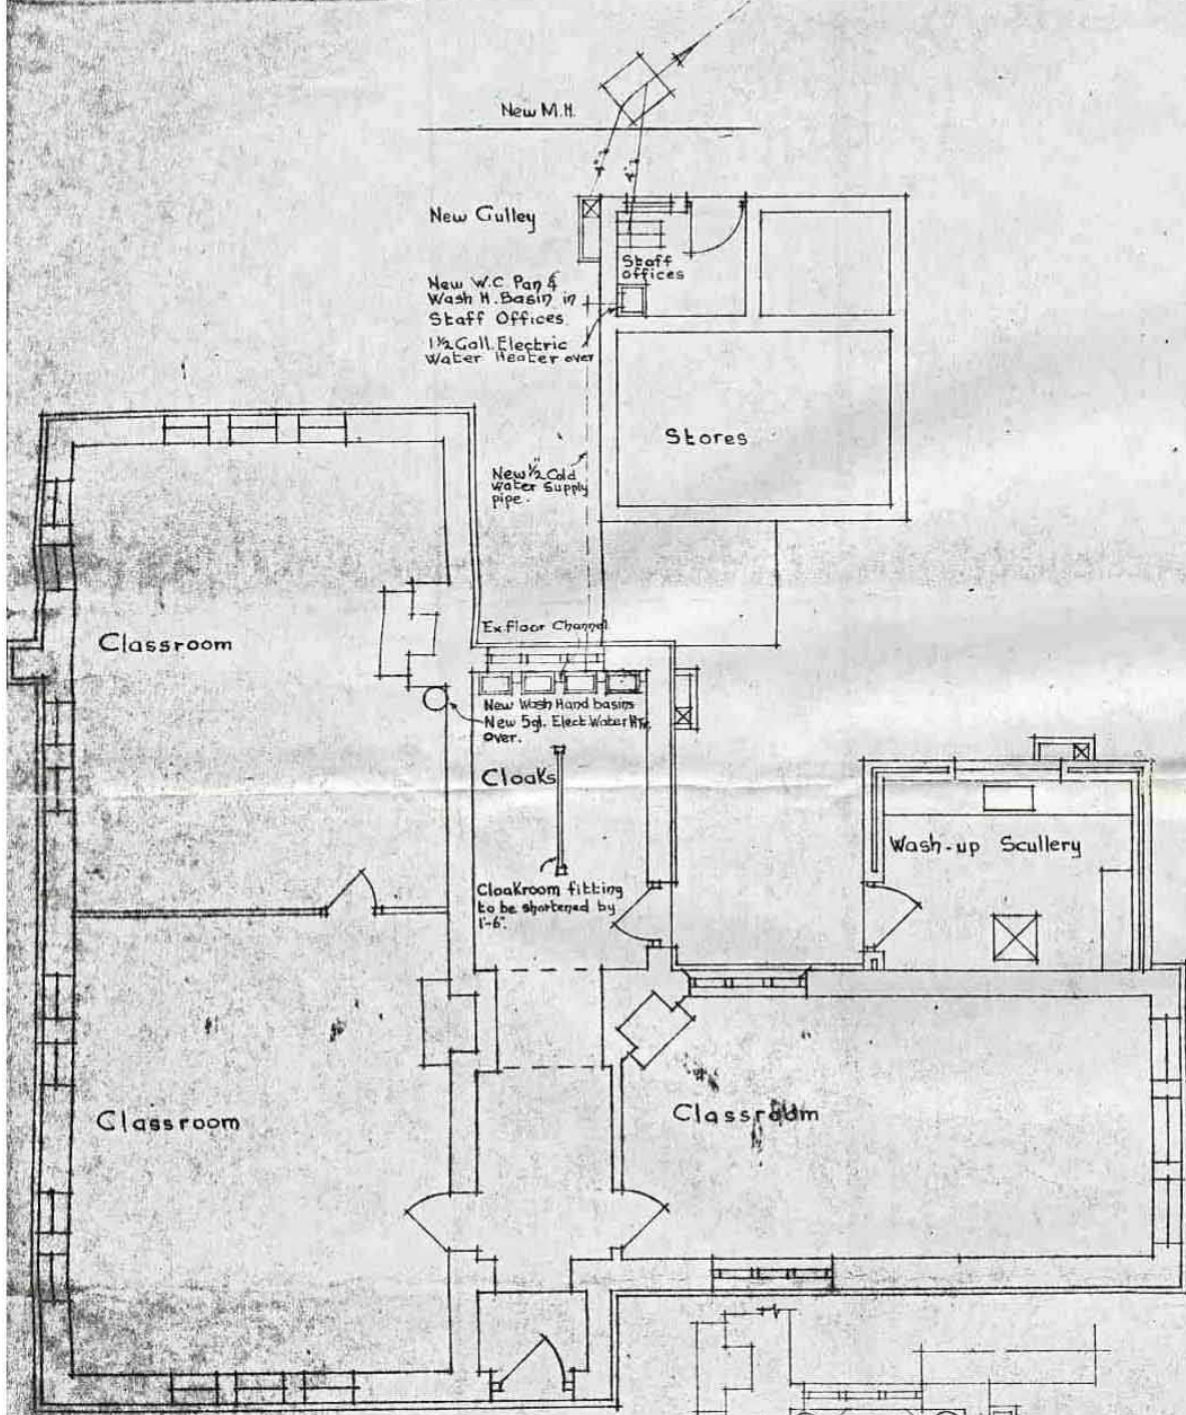 New M.H.
4"
4"
New Gulley
Staff
offices
New W.C. Pan &
Wash H. Basin in
Staff Offices
1½ Gall. Electric
Water Heater over
Stores
New ½" Cold
Water Supply
pipe.
Ex. Floor Channel
Classroom
New Wash Hand basins
New 5gl. Elect Water Htr.
over.
Cloaks
Wash-up Scullery
Cloakroom fitting
to be shortened by
1'-6".
Classroom
Classroom